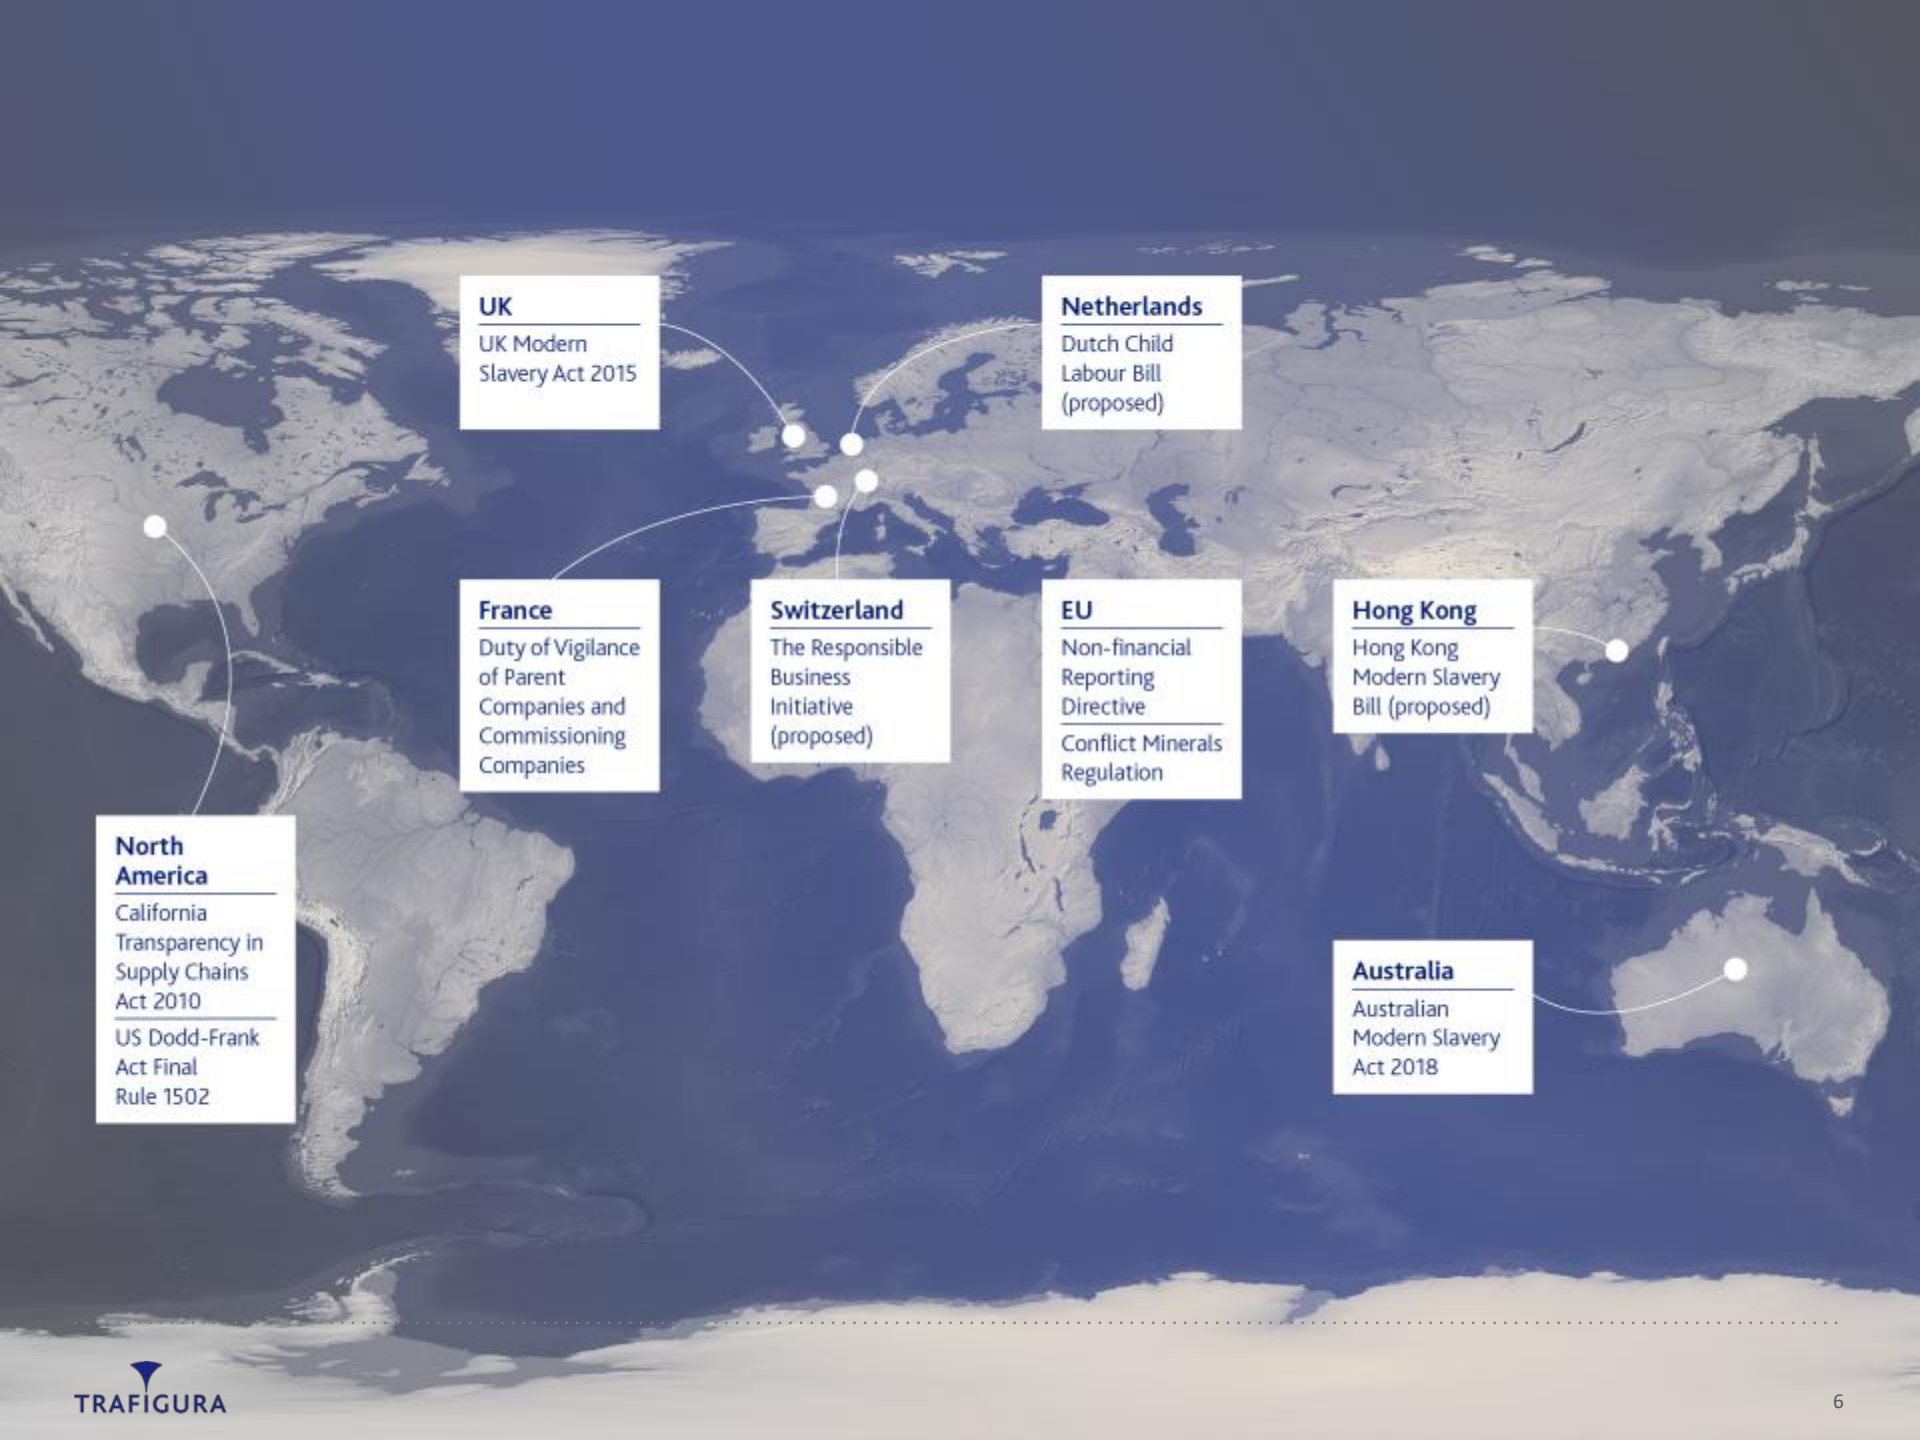 UK
UK Modern
Slavery Act 2015
Netherlands
Dutch Child
Labour Bill
(proposed)
France
Duty of Vigilance
of Parent
Companies and
Commissioning
Companies
Switzerland
The Responsible
Business
Initiative
(proposed)
EU
Non-financial
Reporting
Directive
Conflict Minerals
Regulation
Hong Kong
Hong Kong
Modern Slavery
Bill (proposed)
North
America
California
Transparency in
Supply Chains
Act 2010
US Dodd-Frank
Act Final
Rule 1502
Australia
Australian
Modern Slavery
Act 2018
TRAFIGURA
6